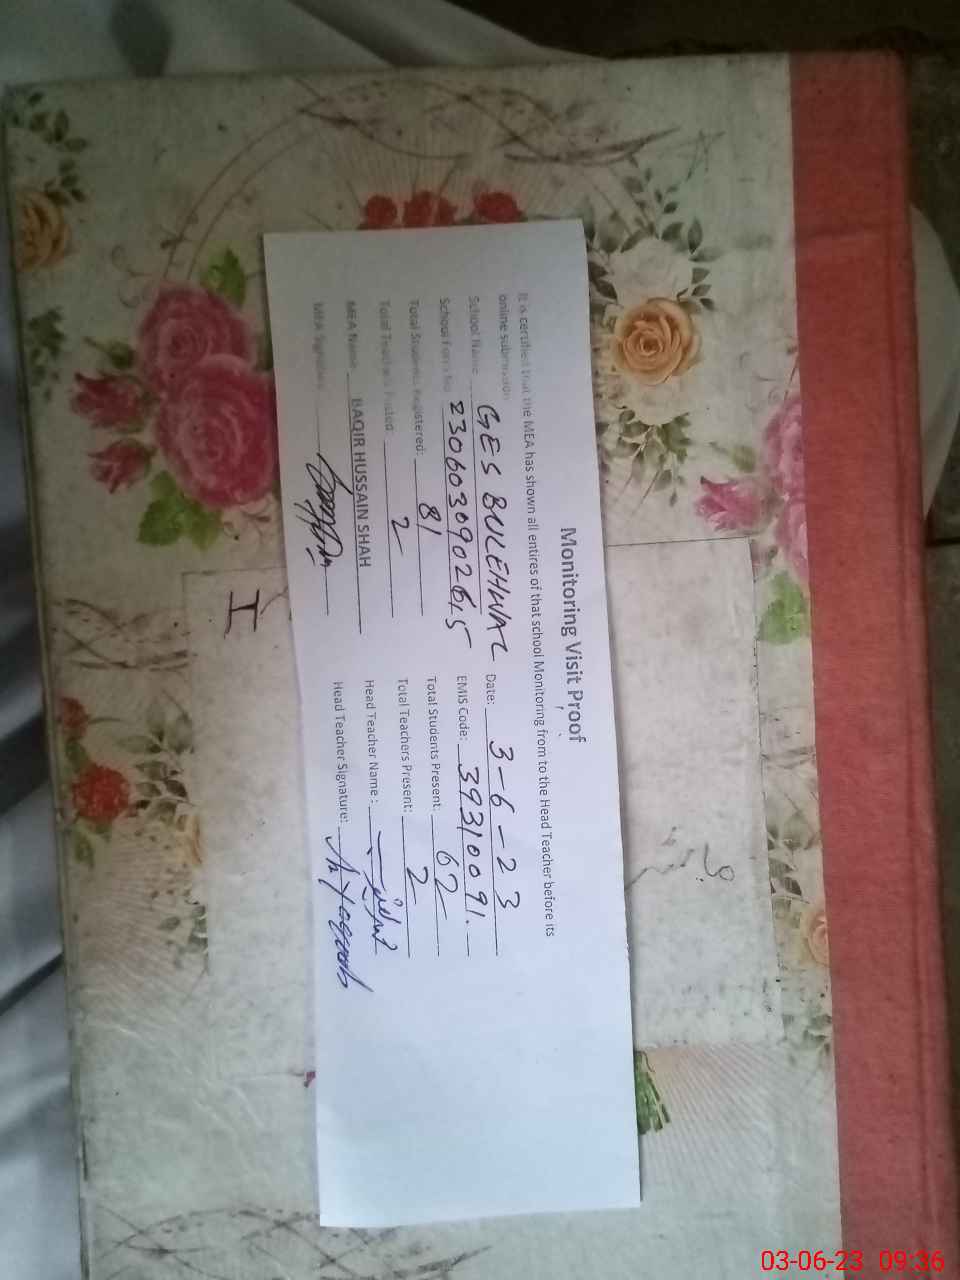 Monitoring Visit Proof
It is certified that the MEA has shown all entires of that school Monitoring from to the Head Teacher before its
online submission
School Name GES BULEHWAL Date: 3-6-23
School Form No 23060309026,5 EMIS Code: 39310091.
Total Students Registered: 81 Total Students Present: 62
Total Teachers Posted: 2 Total Teachers Present: 2
MEA Name: BAQIR HUSSAIN SHAH Head Teacher Name:
MEA Signature: Head Teacher Signature:
I
03-06-23 09:36